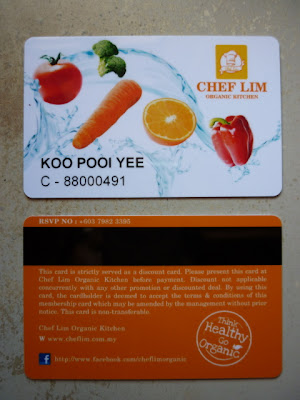 CHEF LIM
ORGANIC KITCHEN.
KOO POOI YEE
C - 88000491
RSVP NO : +603 7982 3395
This card is strictly served as a discount card. Please present this card at
Chef Lim Organic Kitchen before payment. Discount not applicable
concurrently with any other promotion or discounted deal. By using this
card, the cardholder is deemed to accept the terms & conditions of this
membership card which may be amended by the management without prior
notice. This card is non-transferable.
Chef Lim Organic Kitchen
W www.cheflim.com.my
f http://www.facebook.com/cheflimorganic
think
Healthy
Go
Organic